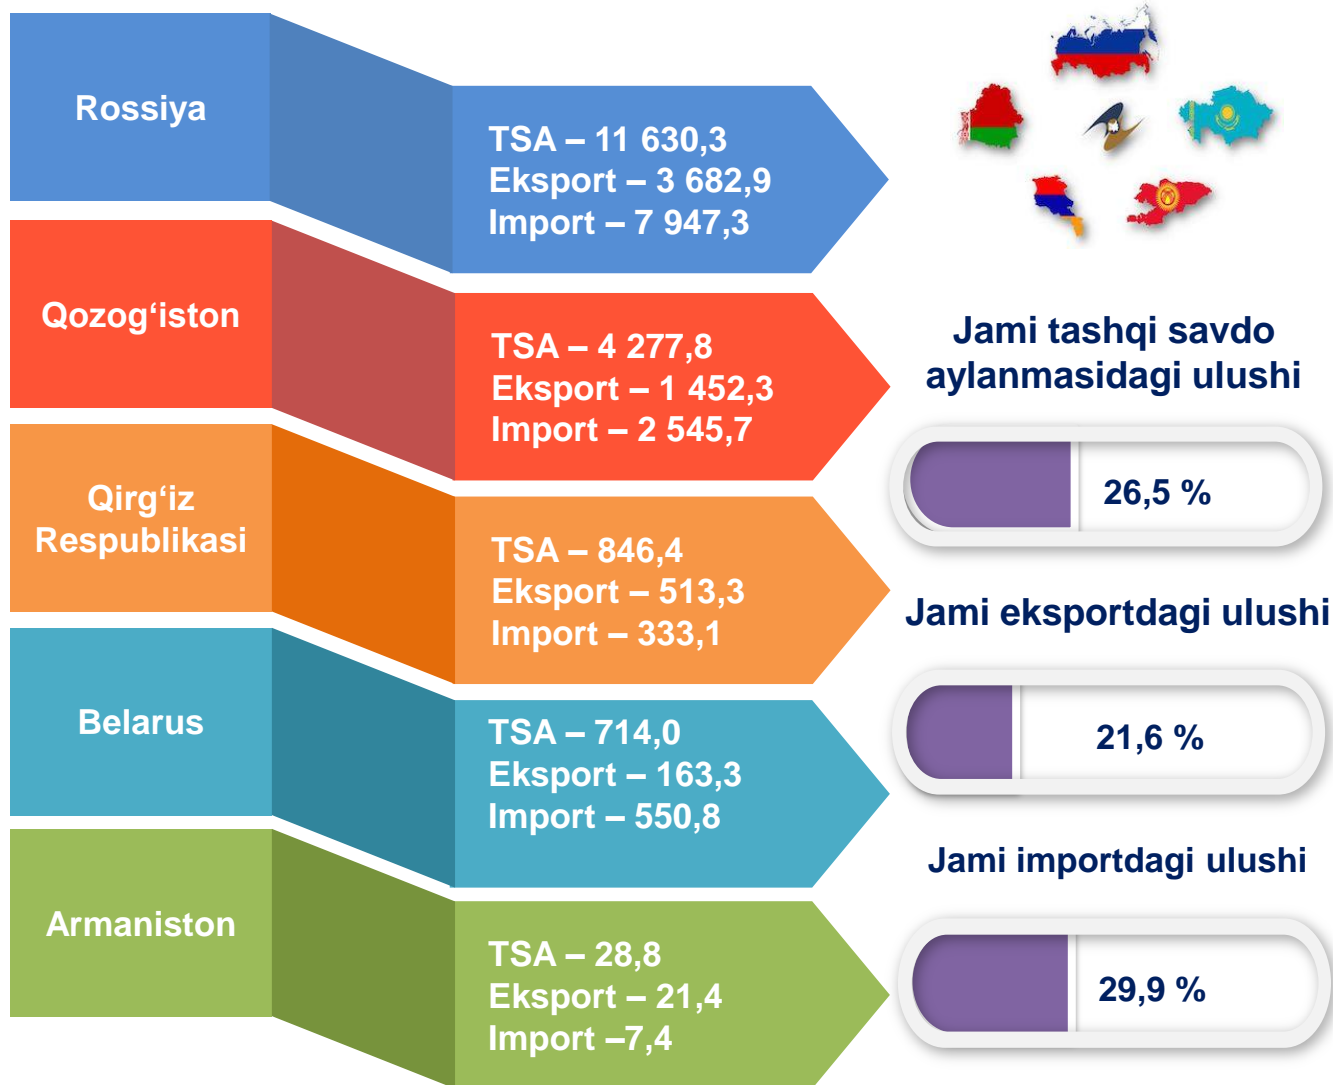 Rossiya
TSA – 11 630,3
Eksport – 3 682,9
Import – 7 947,3
Qozog‘iston
TSA – 4 277,8
Eksport – 1 452,3
Import – 2 545,7
Qirg‘iz
Respublikasi
TSA – 846,4
Eksport – 513,3
Import – 333,1
Belarus
TSA – 714,0
Eksport – 163,3
Import – 550,8
Armaniston
TSA – 28,8
Eksport – 21,4
Import –7,4
Jami tashqi savdo
aylanmasidagi ulushi
26,5 %
Jami eksportdagi ulushi
21,6 %
Jami importdagi ulushi
29,9 %